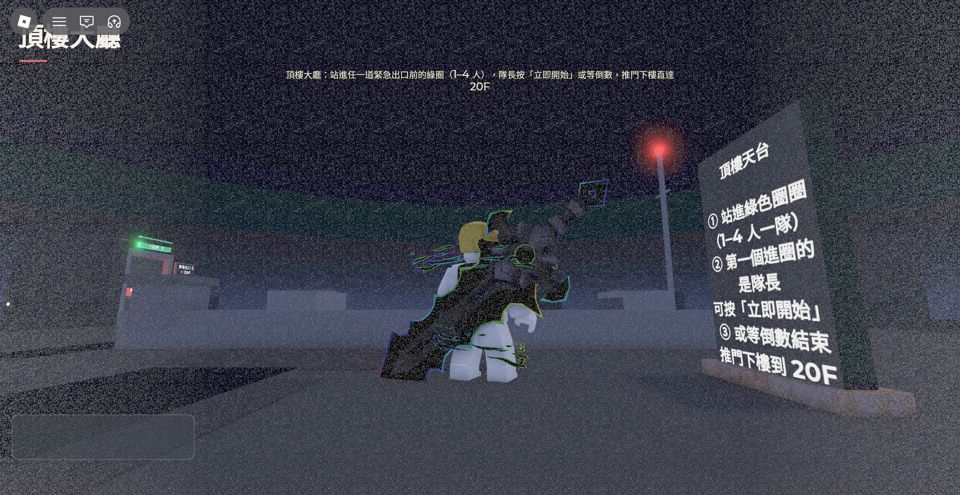 頂樓大廳
頂樓大廳：站進任一道緊急出口前的綠圈（1–4 人），隊長按「立即開始」或等倒數，推門下樓直達
20F
頂樓天台
① 站進綠色圈圈
（1–4 人一隊）
② 第一個進圈的
是隊長
可按「立即開始」
③ 或等倒數結束
推門下樓到 20F